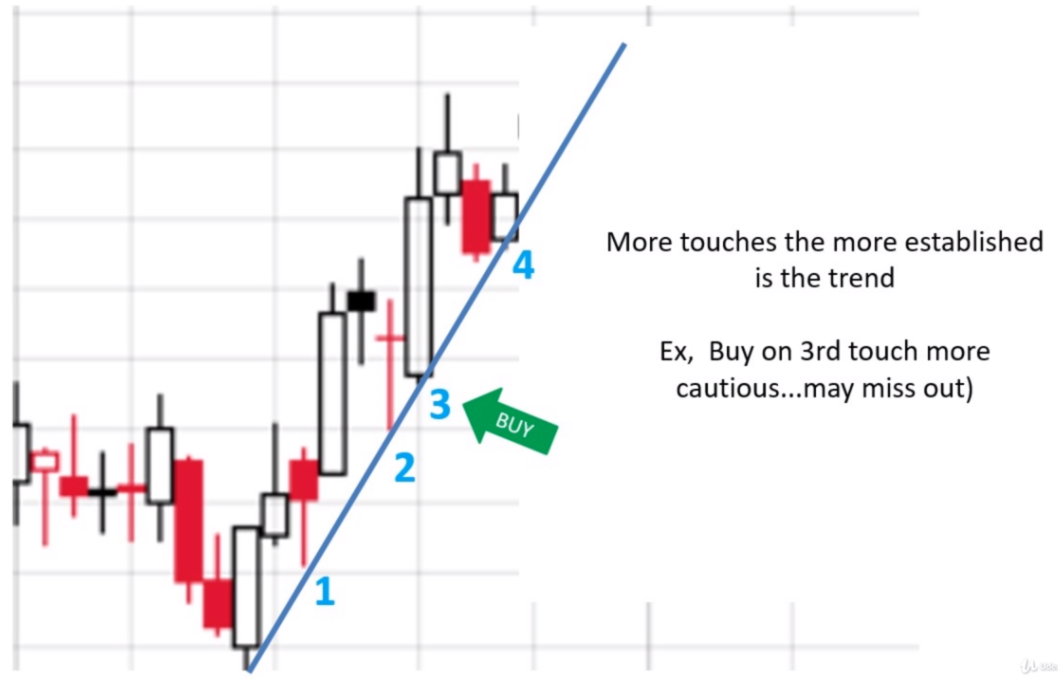 More touches the more established
is the trend
Ex, Buy on 3rd touch more
cautious...may miss out)
4
3
BUY
2
1